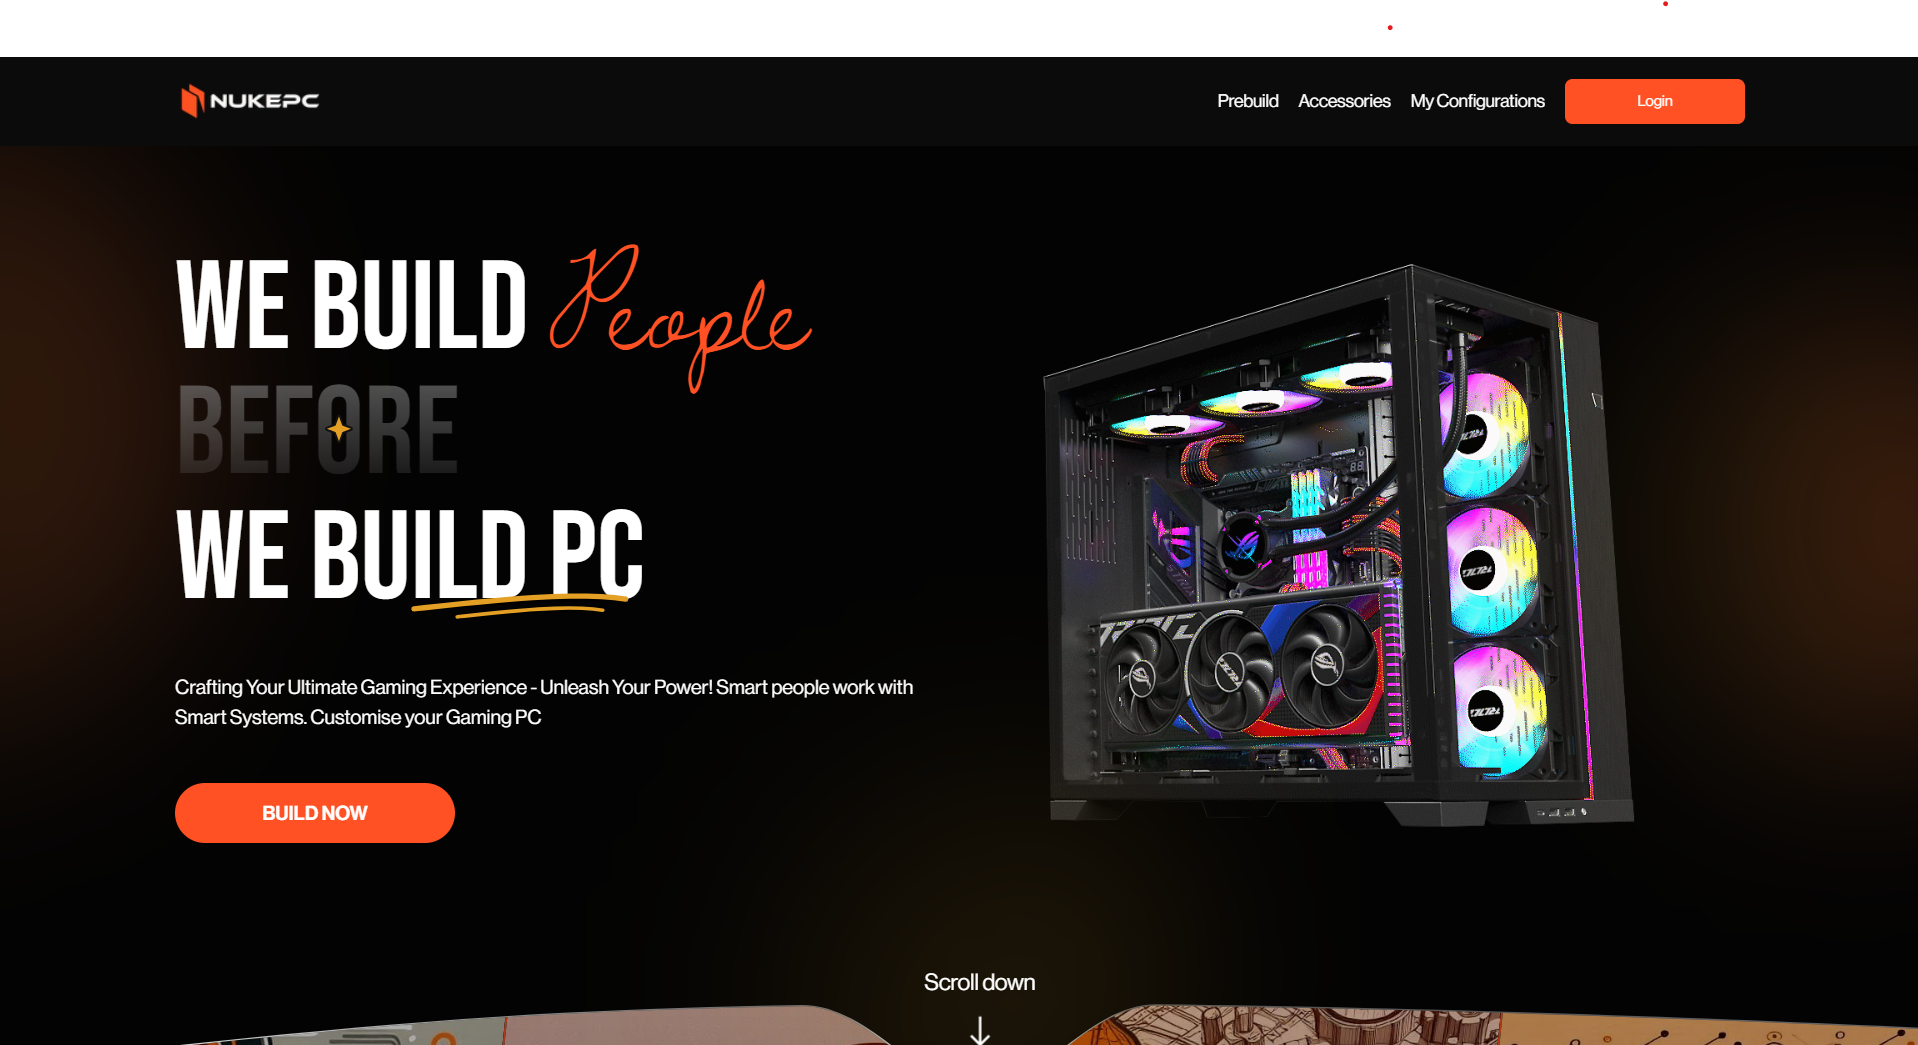 NUKEPC
Prebuild Accessories My Configurations Login
WE BUILD People
BEFORE
WE BUILD PC
Crafting Your Ultimate Gaming Experience - Unleash Your Power! Smart people work with
Smart Systems. Customise your Gaming PC
BUILD NOW
Scroll down